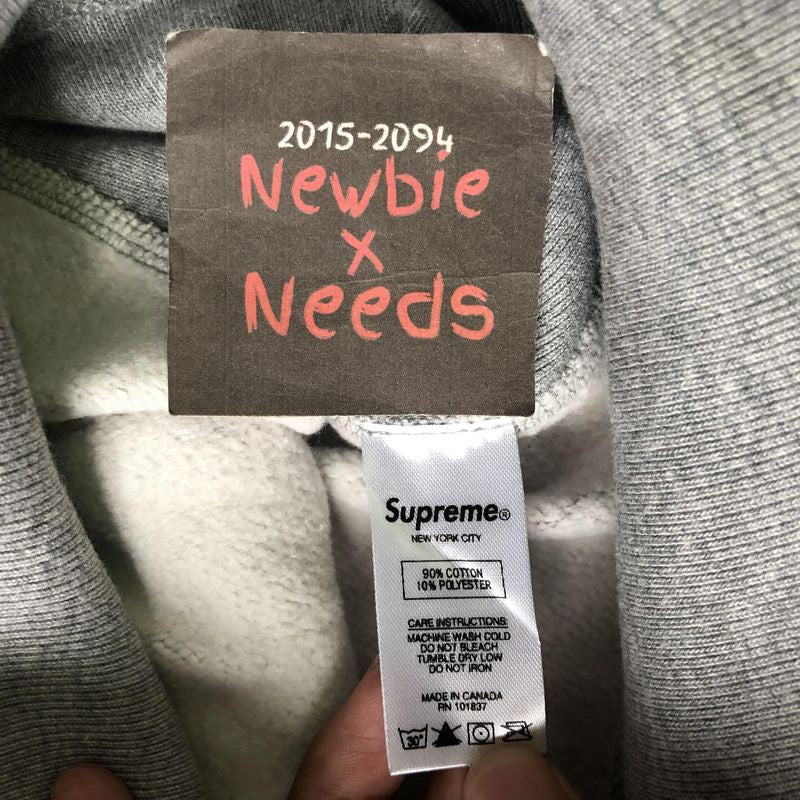 2015-2094
Newbie
x
Needs
Supreme®
NEW YORK CITY
90% COTTON
10% POLYESTER
CARE INSTRUCTIONS:
MACHINE WASH COLD
DO NOT BLEACH
TUMBLE DRY LOW
DO NOT IRON
MADE IN CANADA
RN 101837
30°